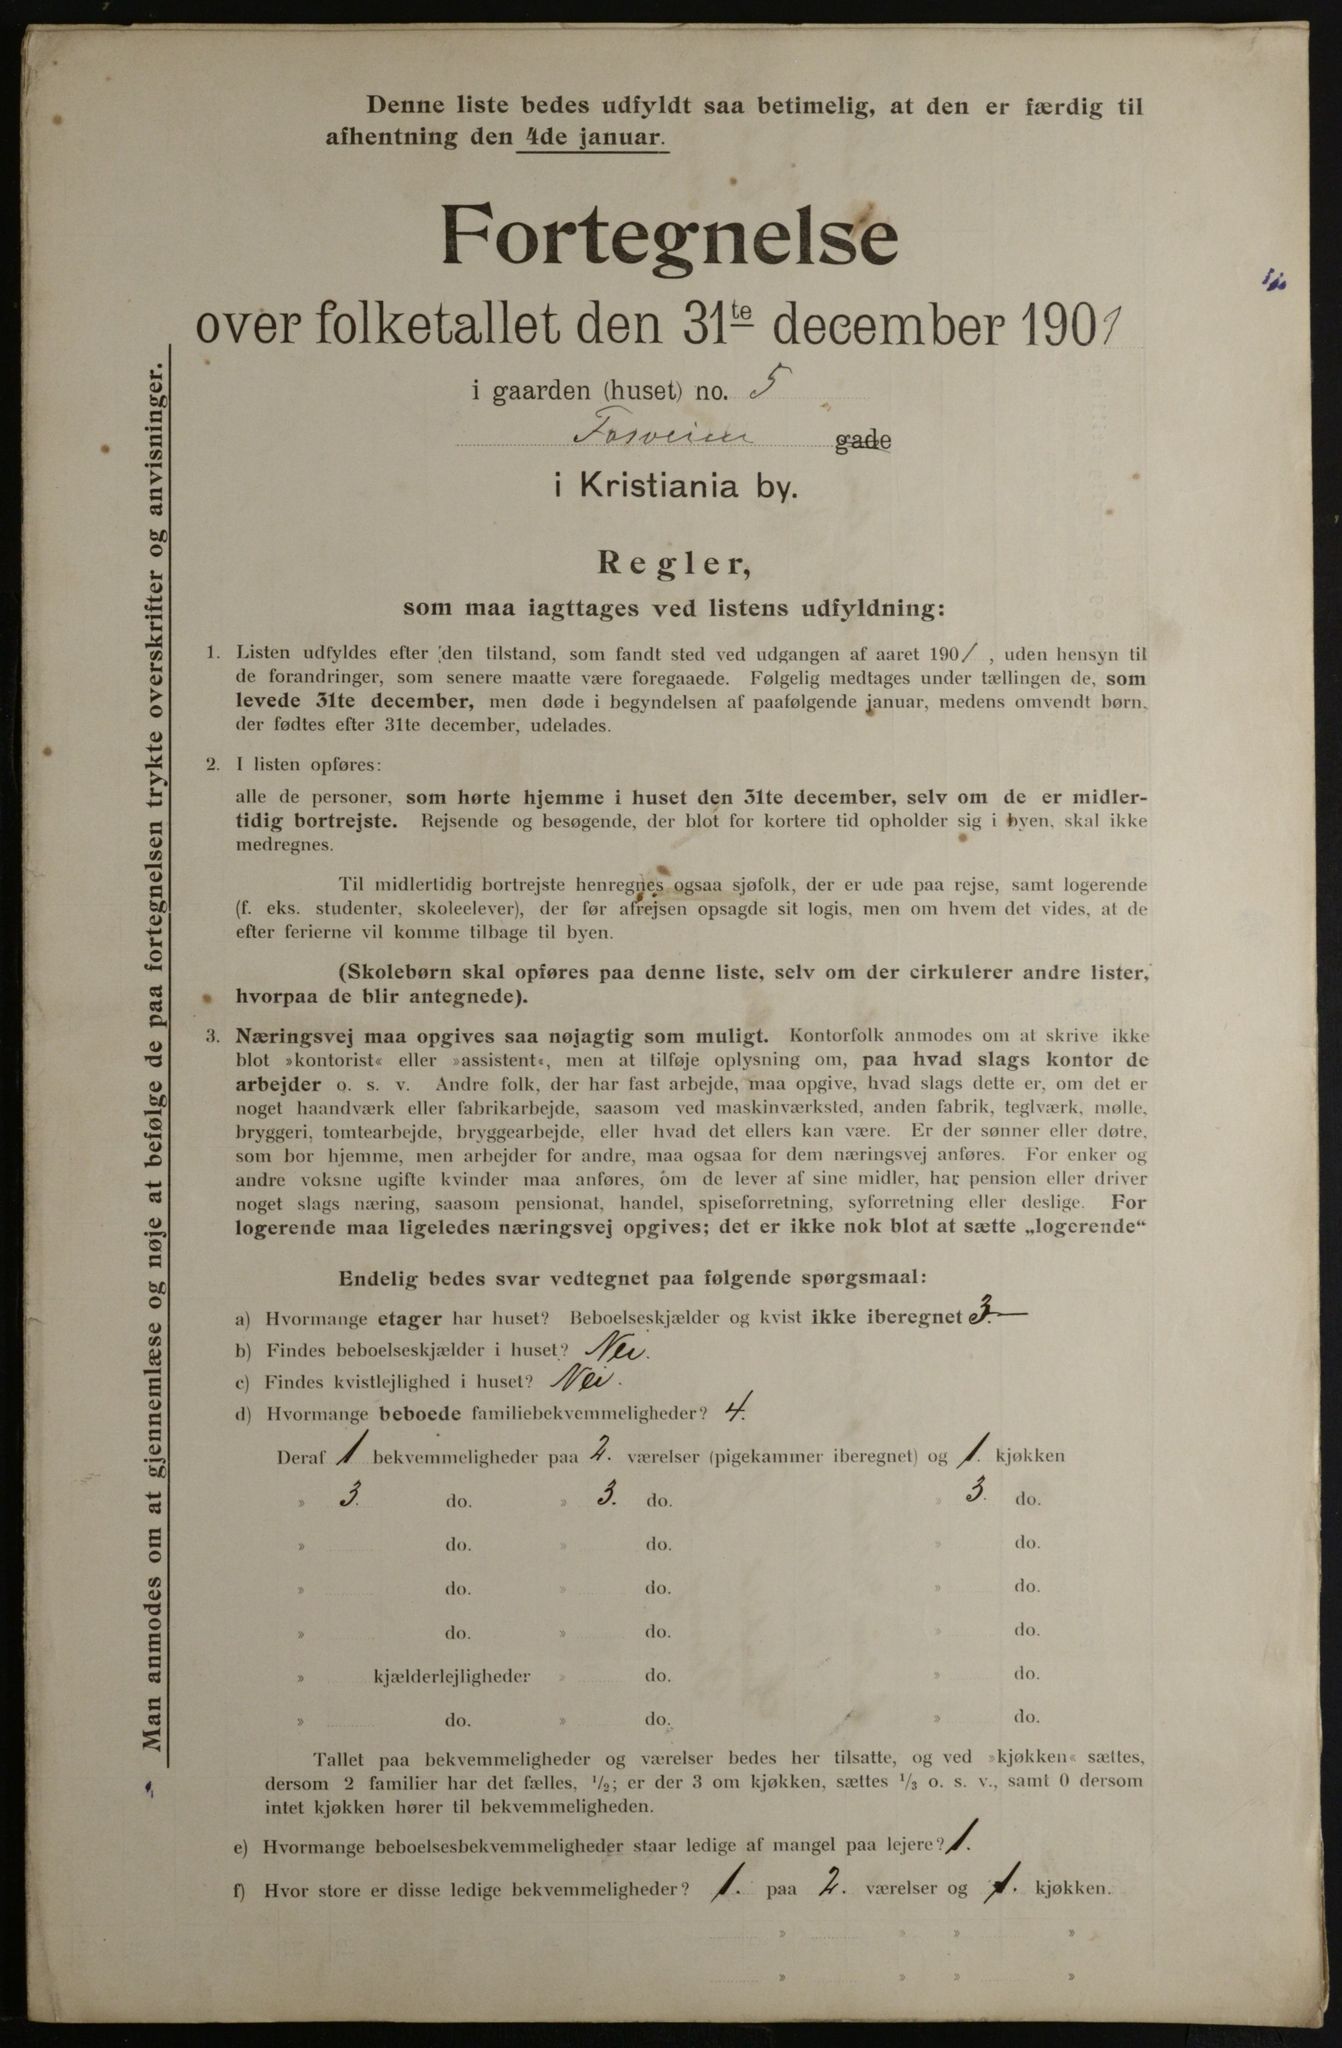 Denne liste bedes udfyldt saa betimelig, at den er færdig til
afhentning den 4de januar.
Fortegnelse
over folketallet den 31te december 1901
i gaarden (huset) no. 5
Fosveien gade
i Kristiania by.
Regler,
som maa iagttages ved listens udfyldning:
1. Listen udfyldes efter den tilstand, som fandt sted ved udgangen af aaret 1901, uden hensyn til
de forandringer, som senere maatte være foregaaede. Følgelig medtages under tællingen de, som
levede 31te december, men døde i begyndelsen af paafølgende januar, medens omvendt børn,
der fødtes efter 31te december, udelades.
2. I listen opføres:
alle de personer, som hørte hjemme i huset den 31te december, selv om de er midler-
tidig bortrejste. Rejsende og besøgende, der blot for kortere tid opholder sig i byen, skal ikke
medregnes.
Til midlertidig bortrejste henregnes ogsaa sjøfolk, der er ude paa rejse, samt logerende
(f. eks. studenter, skoleelever), der før afrejsen opsagde sit logis, men om hvem det vides, at de
efter ferierne vil komme tilbage til byen.
(Skolebørn skal opføres paa denne liste, selv om der cirkulerer andre lister,
hvorpaa de blir antegnede).
3. Næringsvej maa opgives saa nøjagtig som muligt. Kontorfolk anmodes om at skrive ikke
blot »kontorist« eller »assistent«, men at tilføje oplysning om, paa hvad slags kontor de
arbejder o. s. v. Andre folk, der har fast arbejde, maa opgive, hvad slags dette er, om det er
noget haandværk eller fabrikarbejde, saasom ved maskinværksted, anden fabrik, teglværk, mølle,
bryggeri, tomtearbejde, bryggearbejde, eller hvad det ellers kan være. Er der sønner eller døtre,
som bor hjemme, men arbejder for andre, maa ogsaa for dem næringsvej anføres. For enker og
andre voksne ugifte kvinder maa anføres, om de lever af sine midler, har pension eller driver
noget slags næring, saasom pensionat, handel, spiseforretning, syforretning eller deslige. For
logerende maa ligeledes næringsvej opgives; det er ikke nok blot at sætte „logerende“
Endelig bedes svar vedtegnet paa følgende spørgsmaal:
a) Hvormange etager har huset? Beboelseskjælder og kvist ikke iberegnet 3.
b) Findes beboelseskjælder i huset? Nei.
c) Findes kvistlejlighed i huset? Nei.
d) Hvormange beboede familiebekvemmeligheder? 4.
Deraf 1 bekvemmeligheder paa 2. værelser (pigekammer iberegnet) og 1. kjøkken
» 3. do. » 3. do. » 3. do.
» do. » do. » do.
» do. » do. » do.
» do. » do. » do.
» kjælderlejligheder » do. » do.
» do. » do. » do.
Tallet paa bekvemmeligheder og værelser bedes her tilsatte, og ved »kjøkken« sættes,
dersom 2 familier har det fælles, 1/2; er der 3 om kjøkken, sættes 1/3 o. s. v., samt 0 dersom
intet kjøkken hører til bekvemmeligheden.
e) Hvormange beboelsesbekvemmeligheder staar ledige af mangel paa lejere? 1.
f) Hvor store er disse ledige bekvemmeligheder? 1. paa 2. værelser og 1. kjøkken.
» » » »
» » » »
Man anmodes om at gjennemlæse og nøje at befølge de paa fortegnelsen trykte overskrifter og anvisninger.